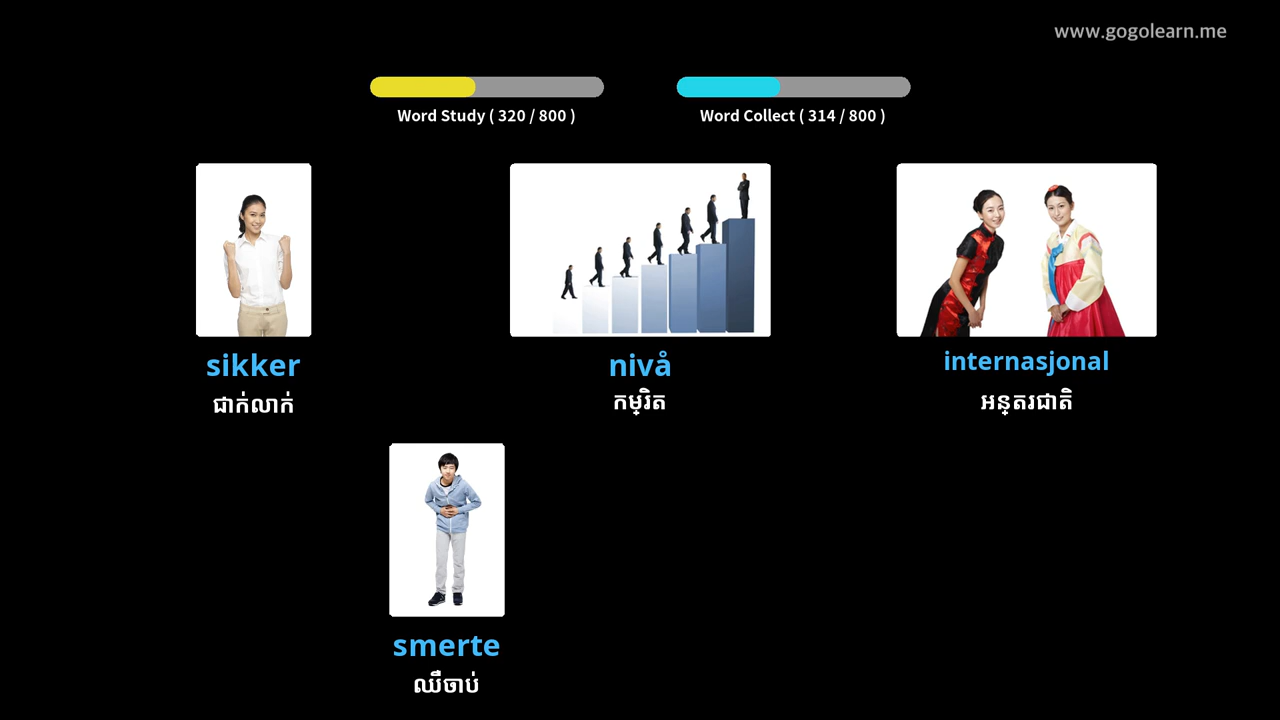 www.gogolearn.me
Word Study ( 320 / 800 )
Word Collect ( 314 / 800 )
sikker
ជាក់លាក់
nivå
កម្រិត
internasjonal
អន្តរជាតិ
smerte
ឈឺចាប់